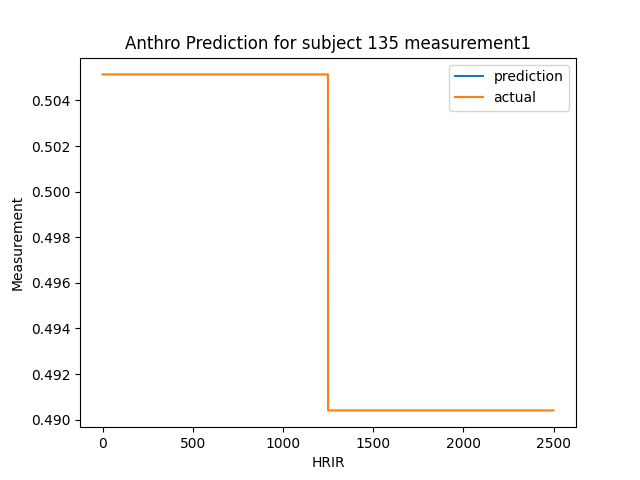 Anthro Prediction for subject 135 measurement1
prediction
actual
0.504
0.502
0.500
0.498
0.496
0.494
0.492
0.490
Measurement
0
500
1000
1500
2000
2500
HRIR